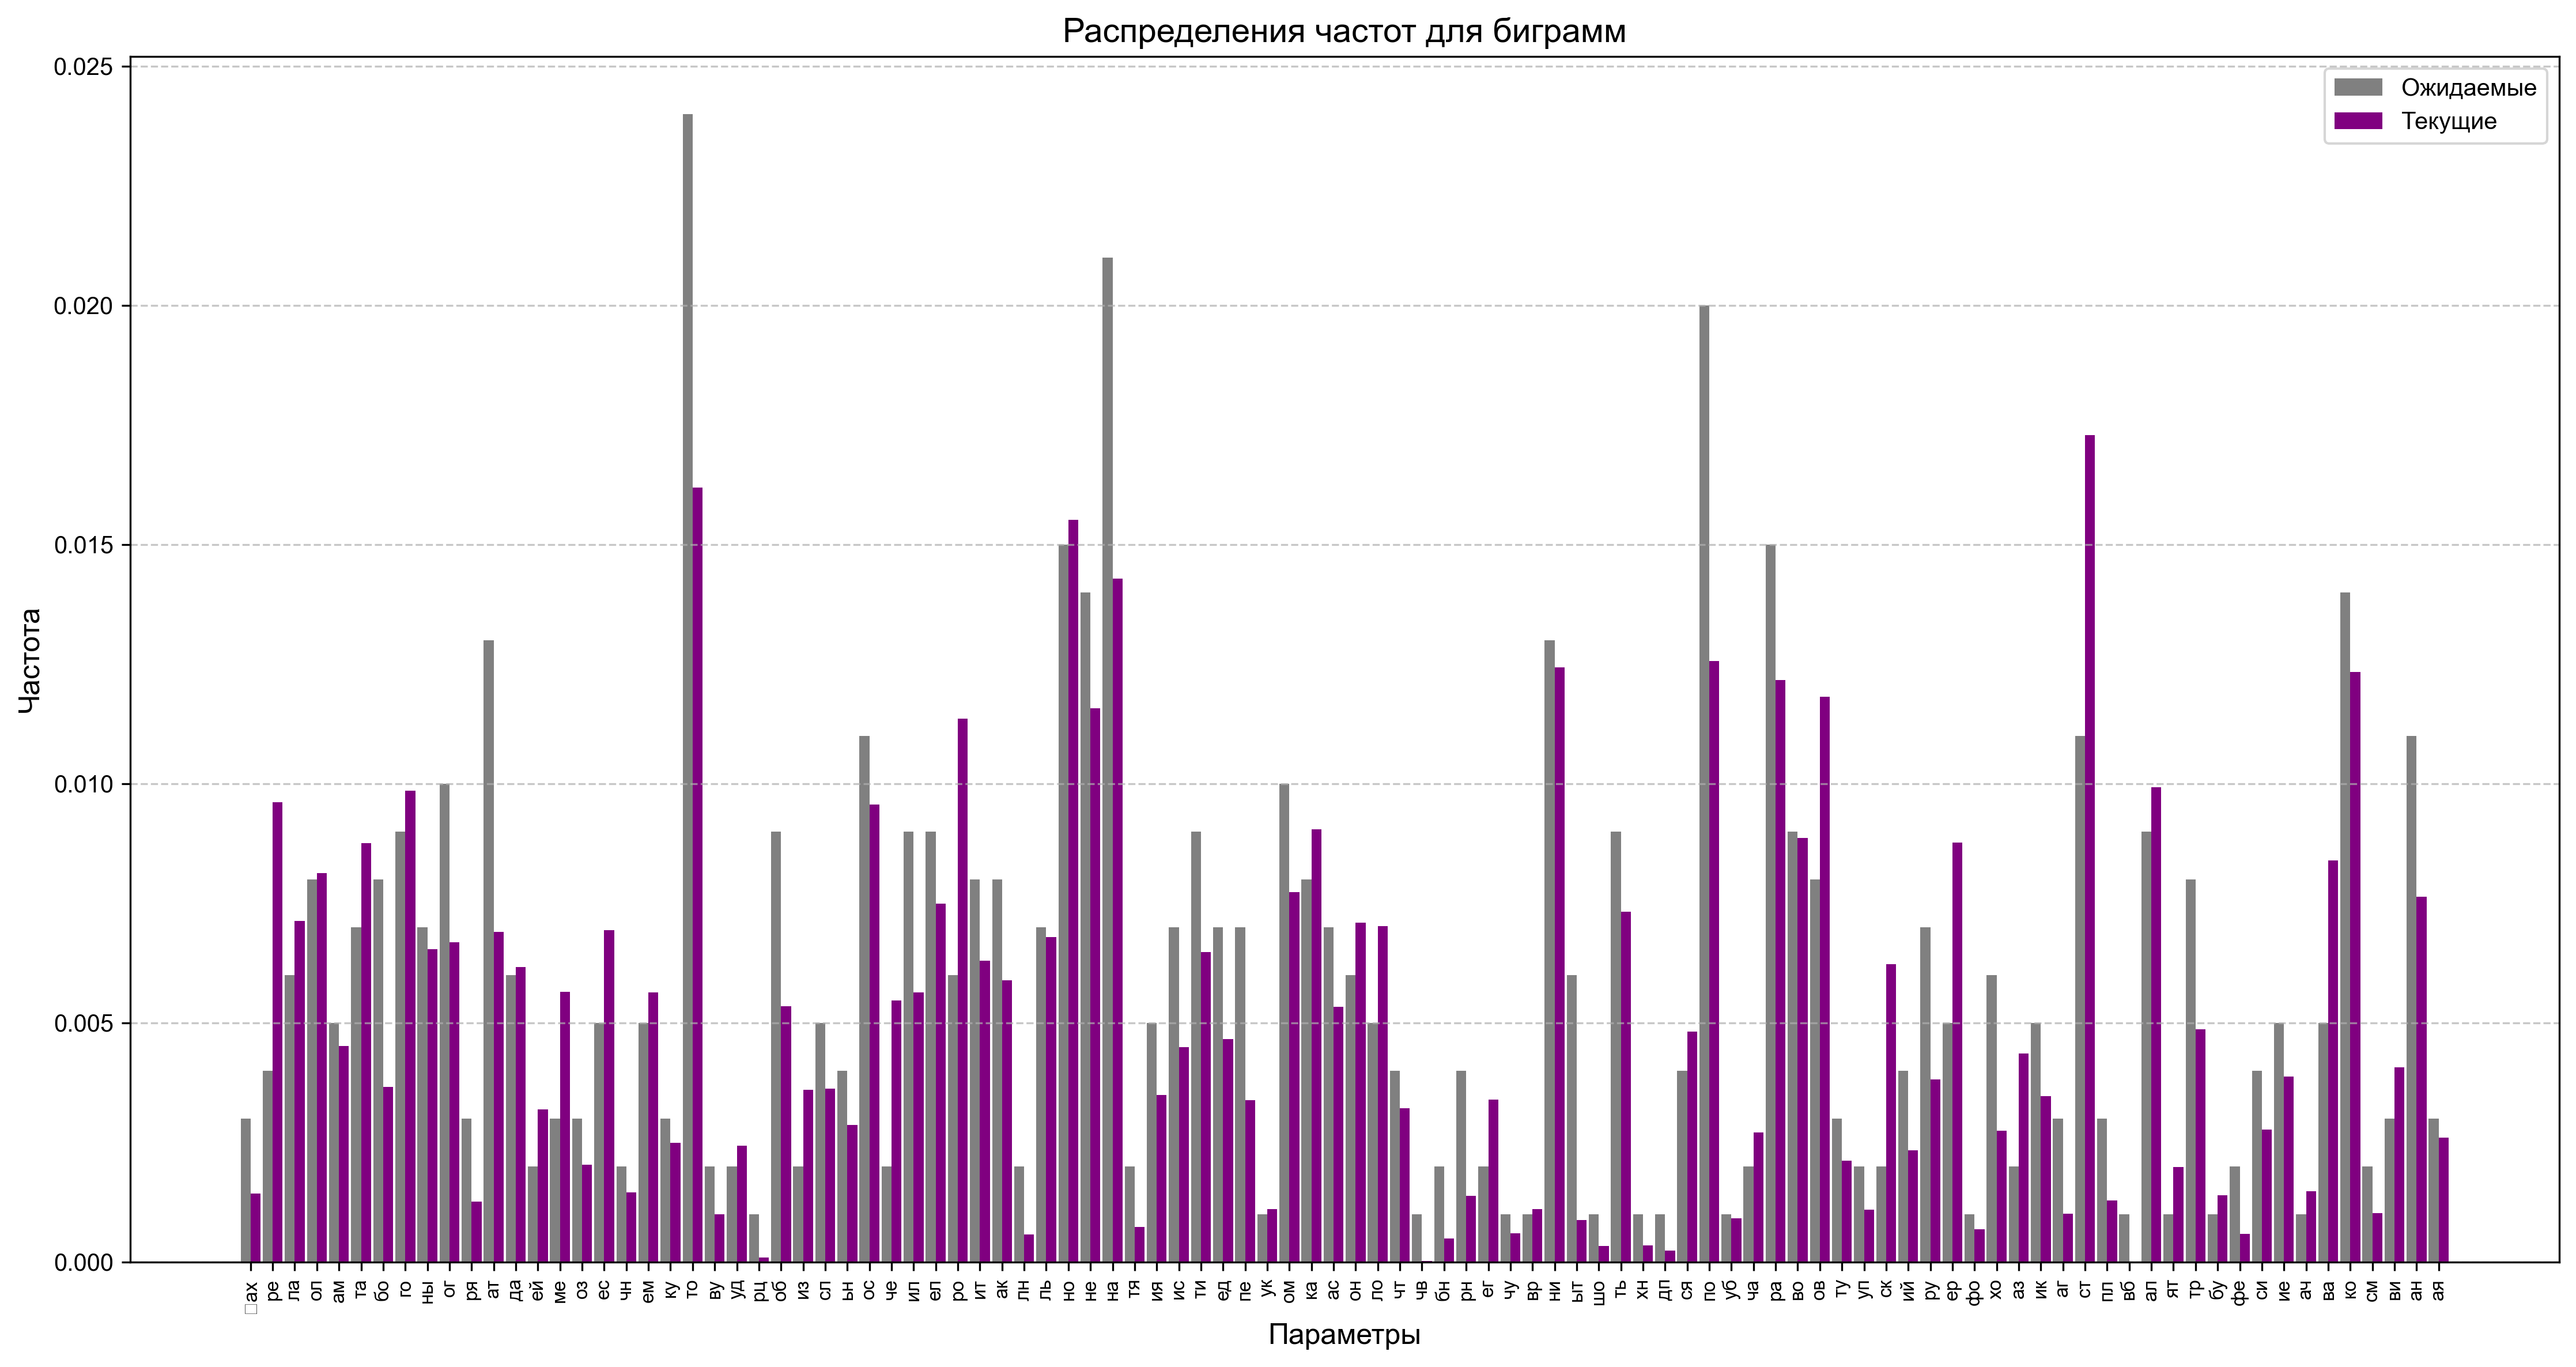 Распределения частот для биграмм
Ожидаемые
Текущие
Частота
0.025
0.020
0.015
0.010
0.005
0.000
ах ре ла ол ам та бо го ны ог ря ат да ей ме оз ес чн ем ку то ву уд рц об из сл ьн ос че ил ел ро ит ак лн ль но не на тя ия ис ти ед пе ук ом ка ас он ло чт чв бн рн ег чу вр ни ыт шо ть хн дп ся по уб ча ра во ов ту уп ск ий ру ер фо хо аз ик аг ст пл вб ал ят тр бу фе си ие ач ва ко см ви ан ая
Параметры